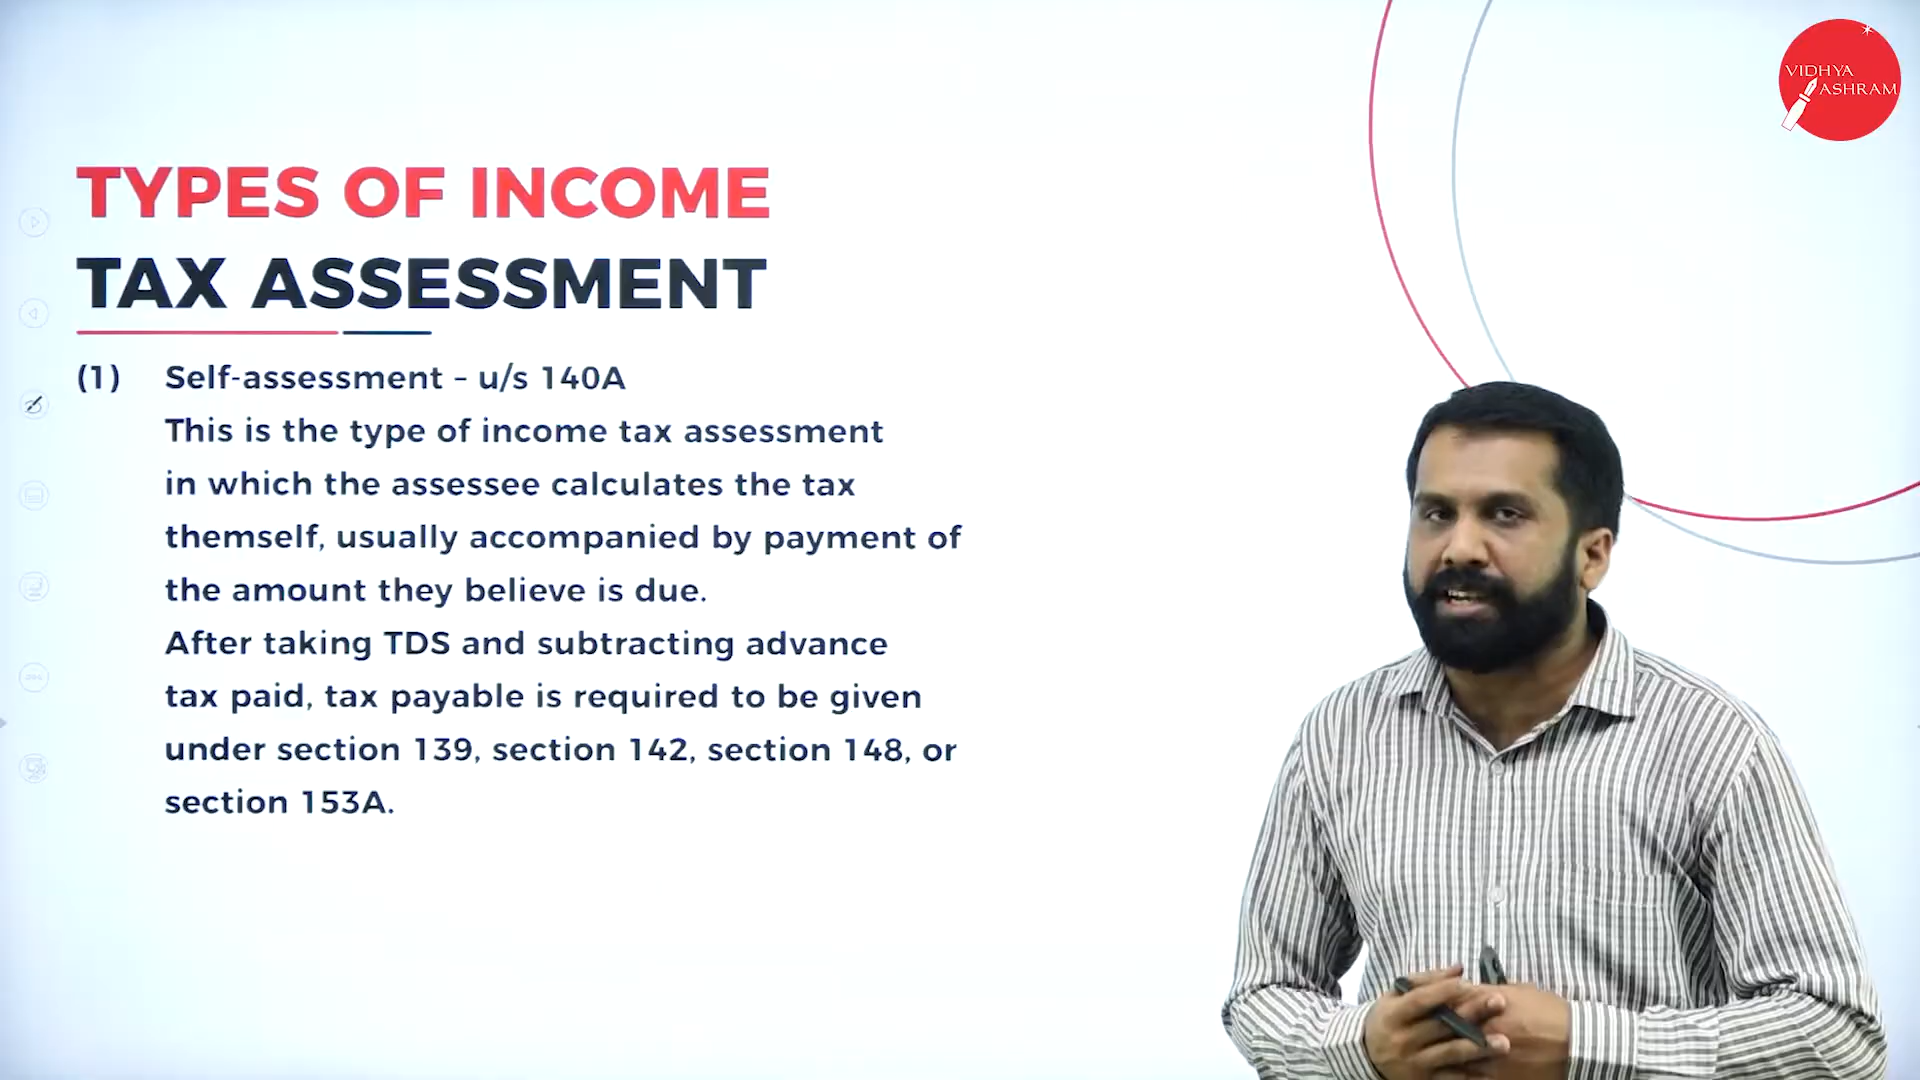 VIDHYA
ASHRAM
TYPES OF INCOME
TAX ASSESSMENT
(1) Self-assessment – u/s 140A
This is the type of income tax assessment
in which the assessee calculates the tax
themself, usually accompanied by payment of
the amount they believe is due.
After taking TDS and subtracting advance
tax paid, tax payable is required to be given
under section 139, section 142, section 148, or
section 153A.